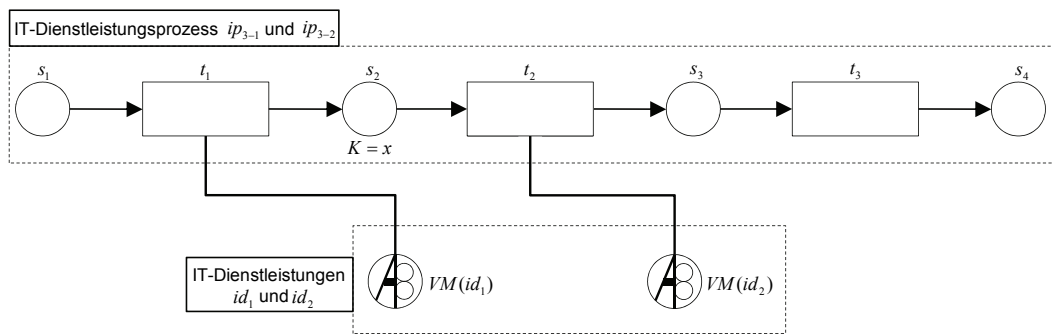 IT-Dienstleistungsprozess ip₃₋₁ und ip₃₋₂
s₁ t₁ s₂ t₂ s₃ t₃ s₄
K = x
IT-Dienstleistungen
id₁ und id₂
VM(id₁) VM(id₂)